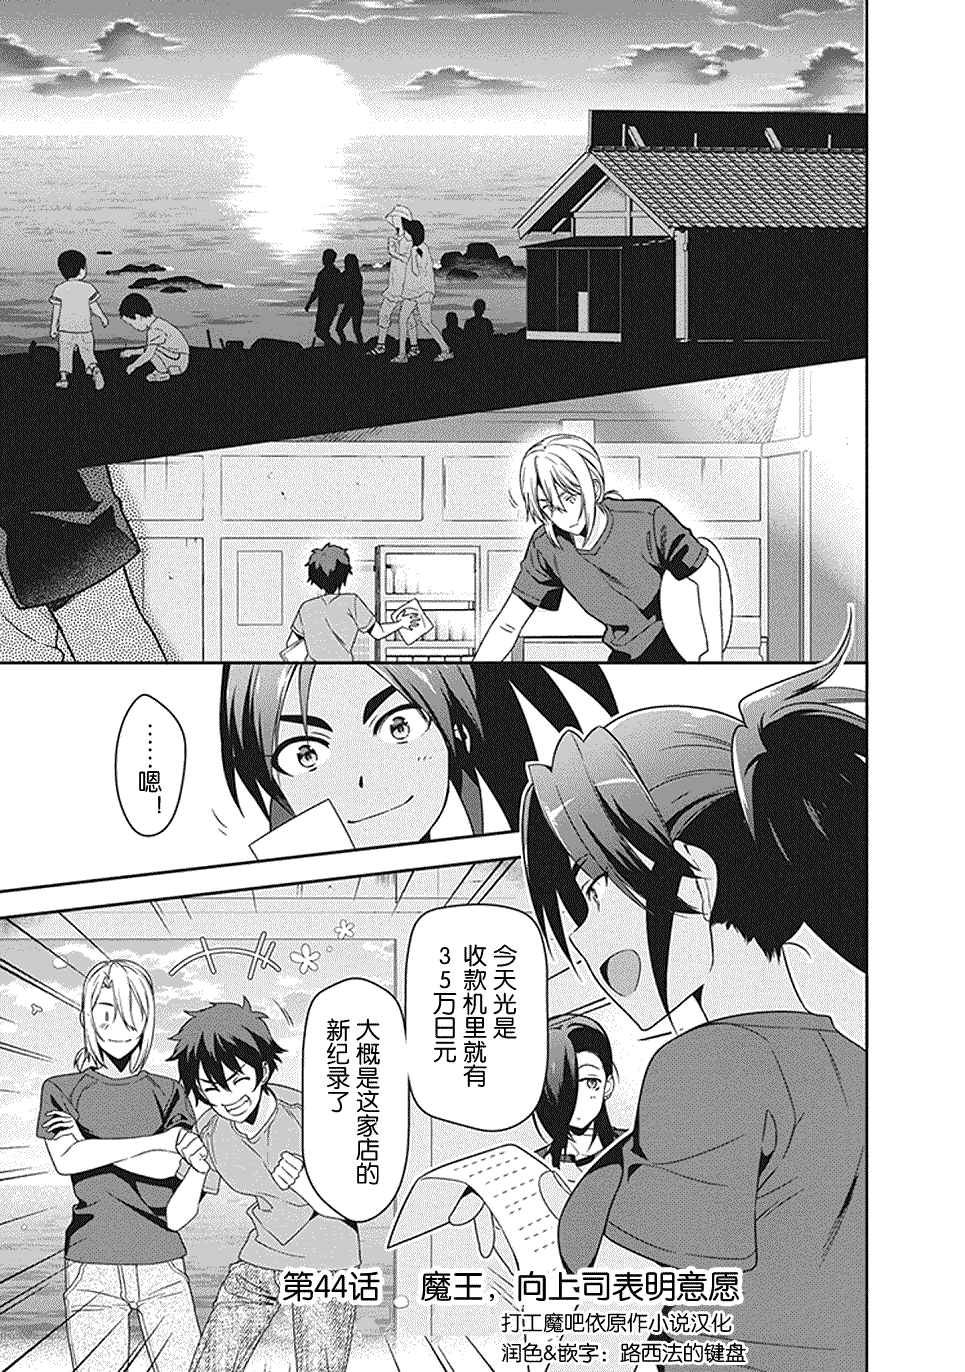 ……
……
嗯！
今天光是
收款机里就有
35万日元
大概是这家店的
新纪录了
第44话 魔王，向上司表明意愿
打工魔吧依原作小说汉化
润色&嵌字：路西法的键盘